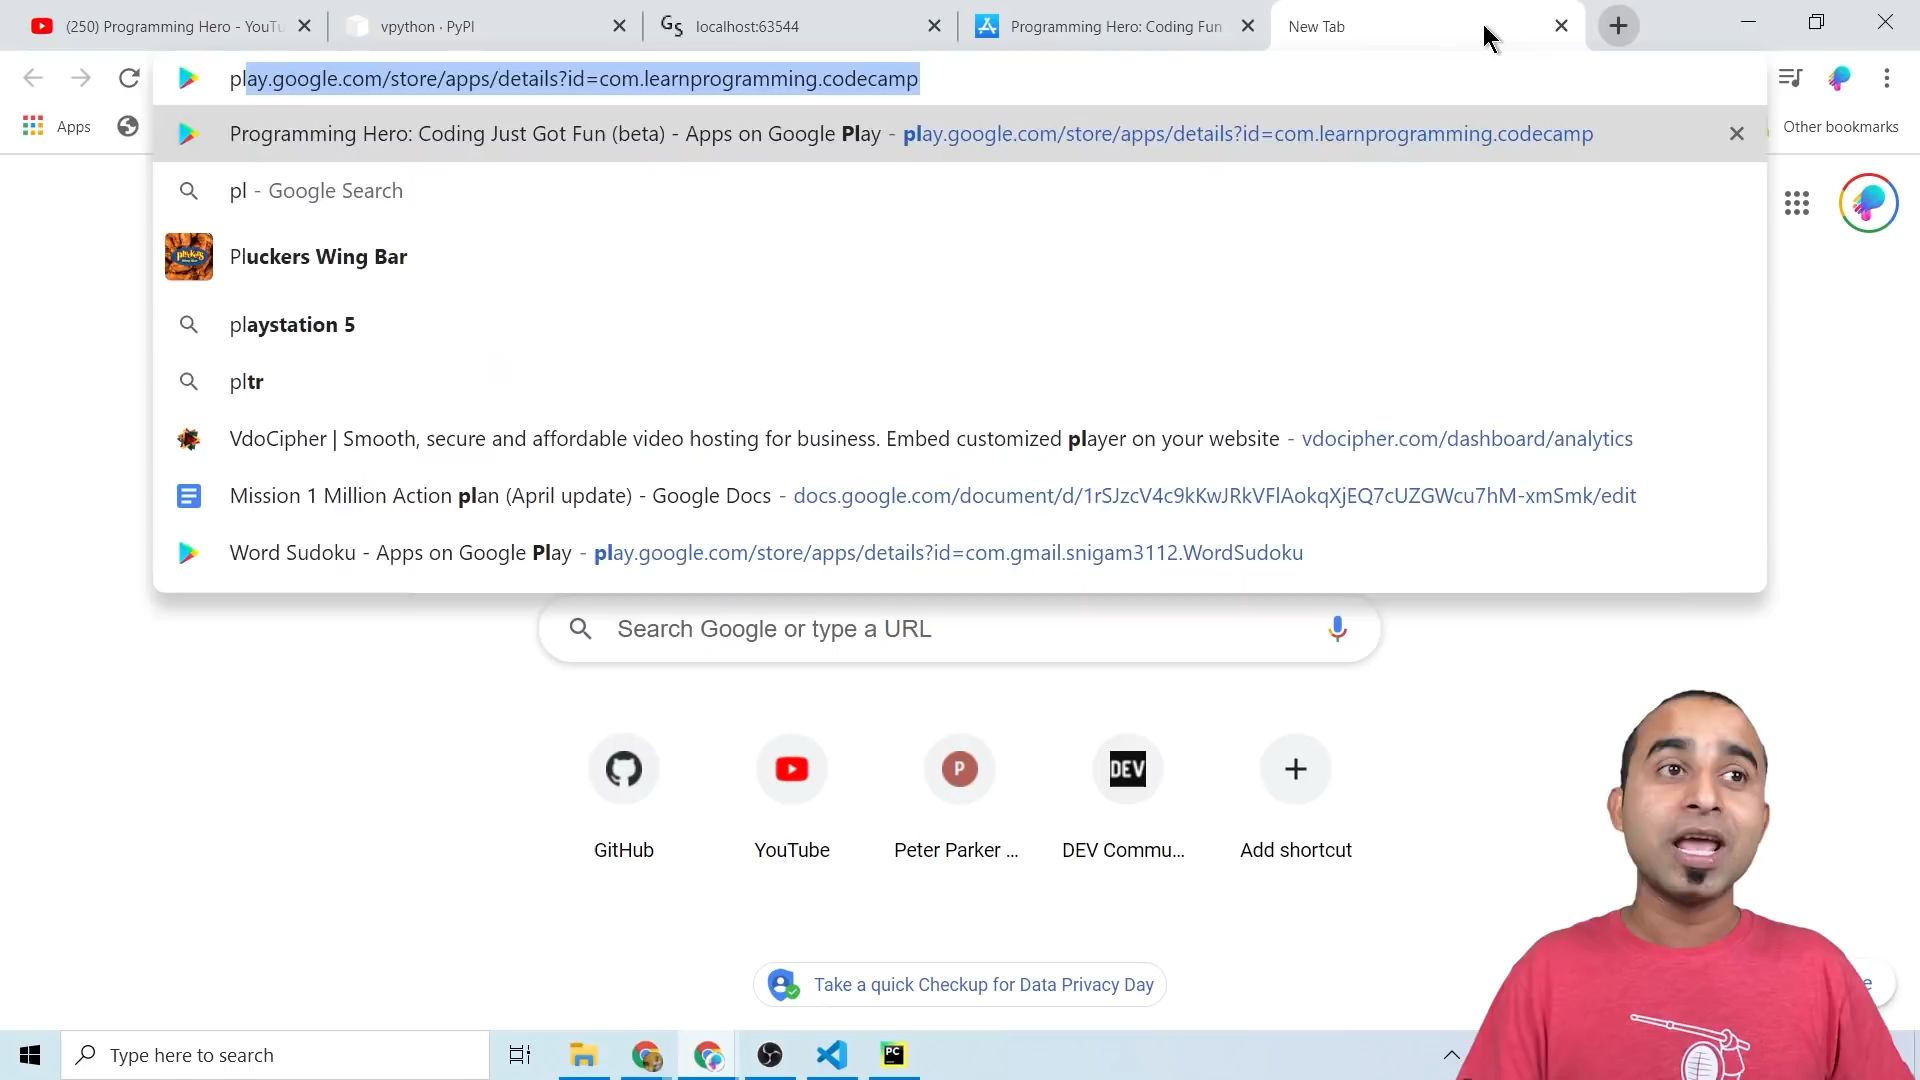 (250) Programming Hero - YouTu
vpython · PyPI
GS localhost:63544
Programming Hero: Coding Fun
New Tab
play.google.com/store/apps/details?id=com.learnprogramming.codecamp
Apps
Other bookmarks
Programming Hero: Coding Just Got Fun (beta) - Apps on Google Play - play.google.com/store/apps/details?id=com.learnprogramming.codecamp
pl - Google Search
Pluckers Wing Bar
playstation 5
pltr
VdoCipher | Smooth, secure and affordable video hosting for business. Embed customized player on your website - vdocipher.com/dashboard/analytics
Mission 1 Million Action plan (April update) - Google Docs - docs.google.com/document/d/1rSJzcV4c9kKwJRkVFlAokqXjEQ7cUZGWcu7hM-xmSmk/edit
Word Sudoku - Apps on Google Play - play.google.com/store/apps/details?id=com.gmail.snigam3112.WordSudoku
Search Google or type a URL
P
DEV
GitHub
YouTube
Peter Parker ...
DEV Commu...
Add shortcut
Take a quick Checkup for Data Privacy Day
Type here to search
PC